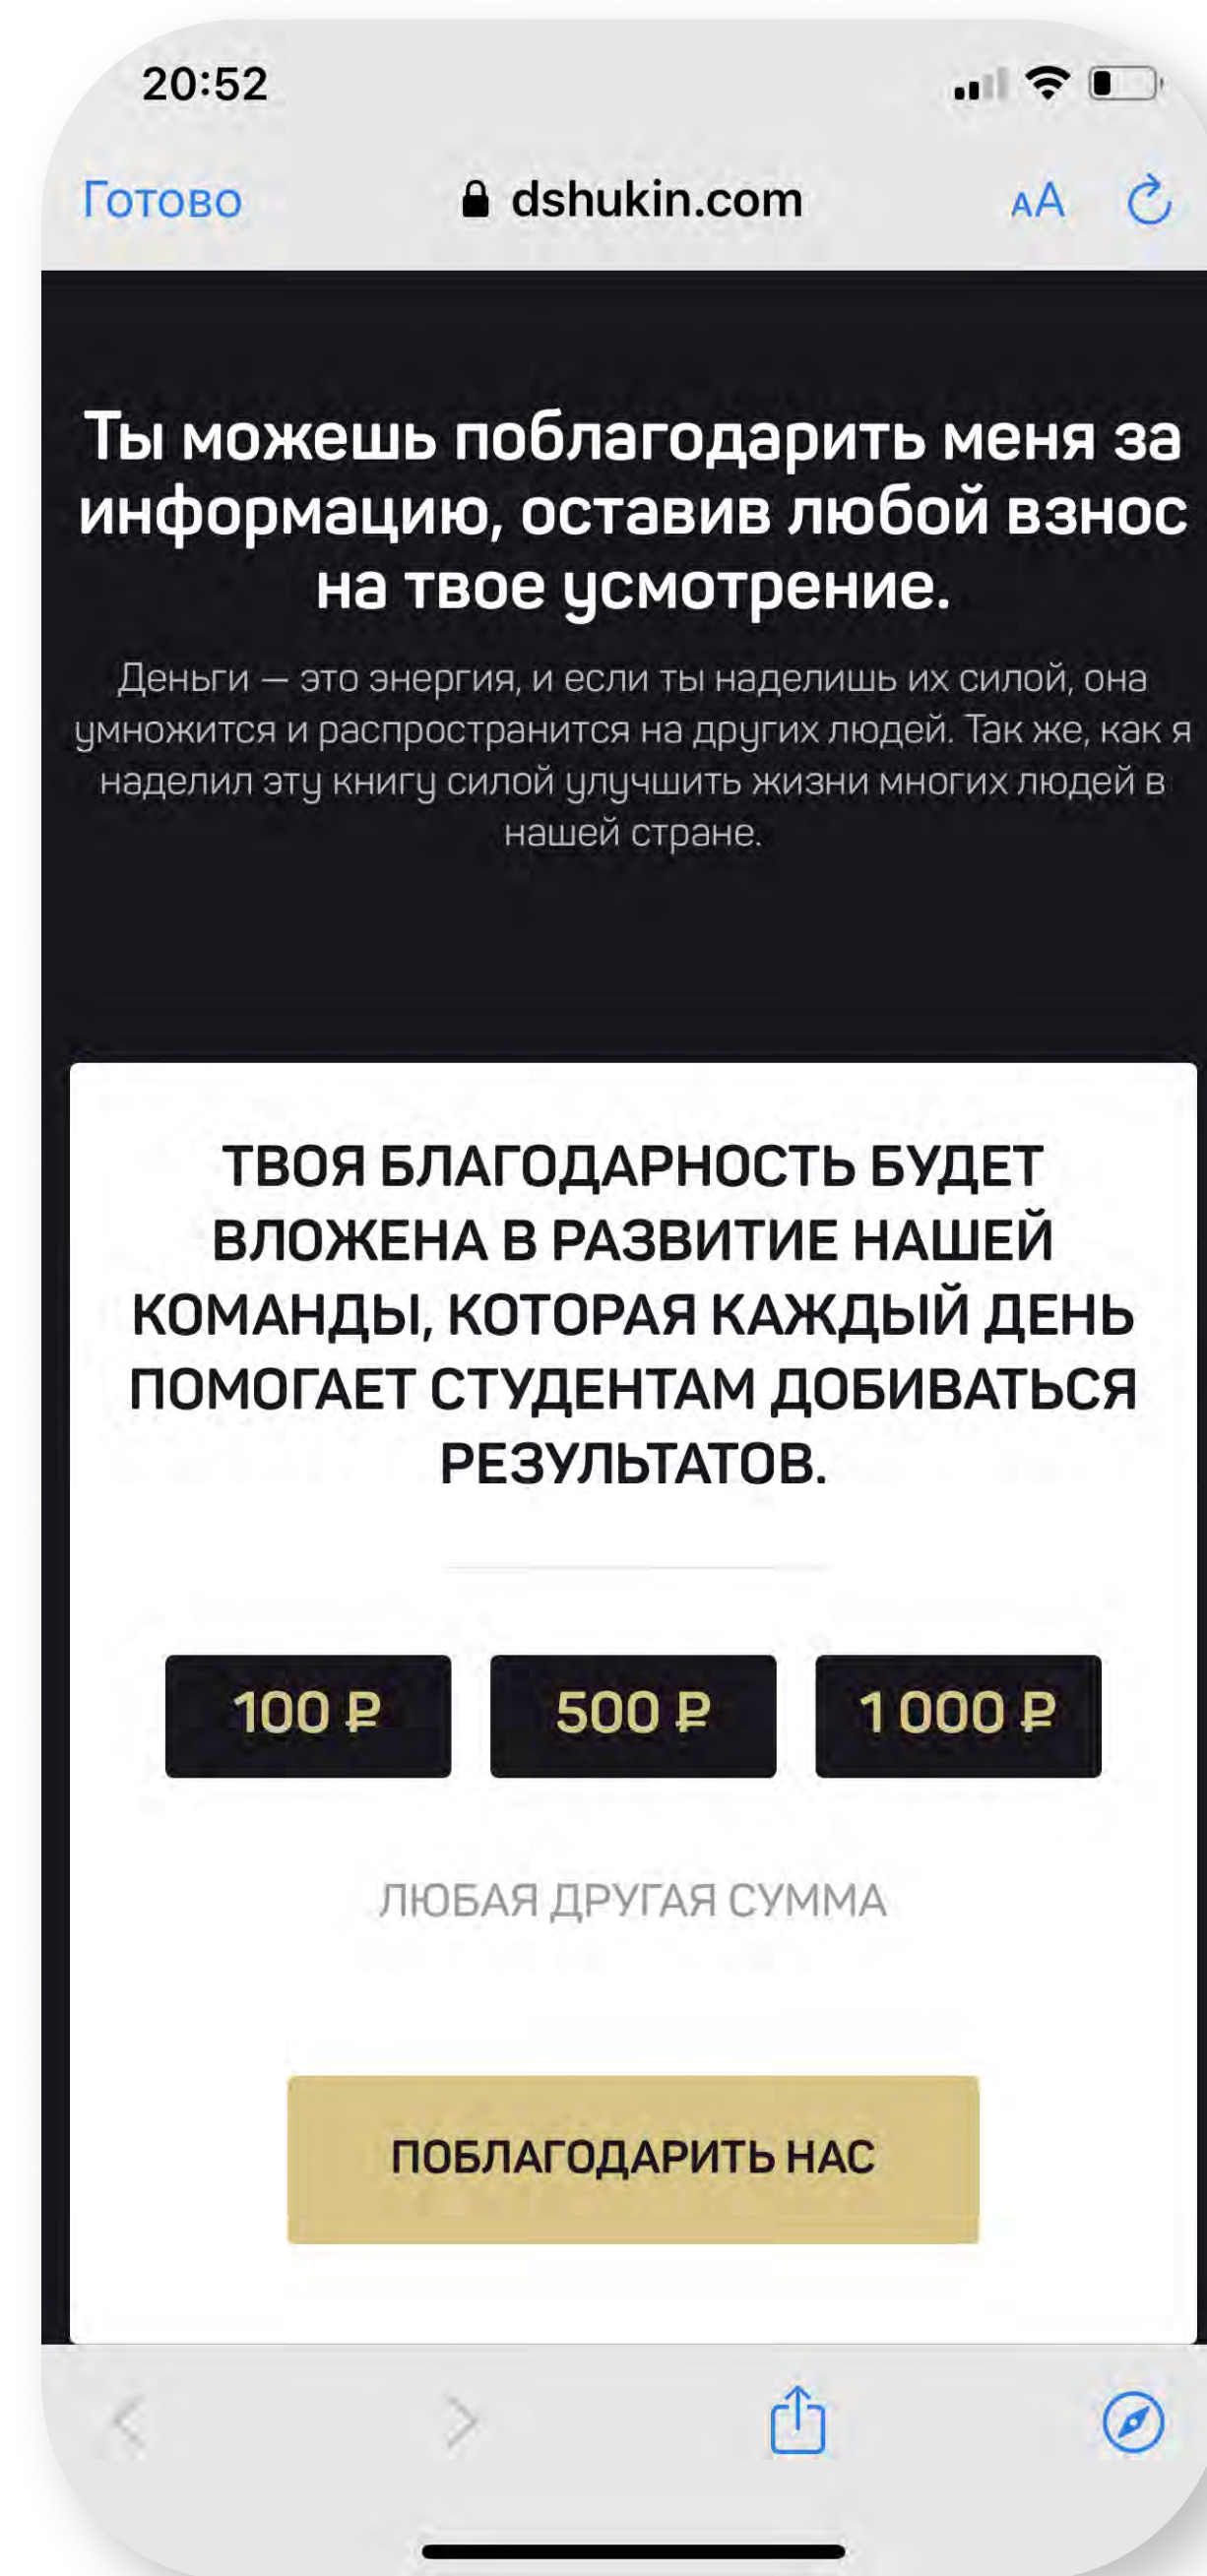 20:52
Готово
dshukin.com
AA
Ты можешь поблагодарить меня за
информацию, оставив любой взнос
на твое усмотрение.
Деньги — это энергия, и если ты наделишь их силой, она
умножится и распространится на других людей. Так же, как я
наделил эту книгу силой улучшить жизни многих людей в
нашей стране.
ТВОЯ БЛАГОДАРНОСТЬ БУДЕТ
ВЛОЖЕНА В РАЗВИТИЕ НАШЕЙ
КОМАНДЫ, КОТОРАЯ КАЖДЫЙ ДЕНЬ
ПОМОГАЕТ СТУДЕНТАМ ДОБИВАТЬСЯ
РЕЗУЛЬТАТОВ.
100 ₽ 500 ₽ 1 000 ₽
ЛЮБАЯ ДРУГАЯ СУММА
ПОБЛАГОДАРИТЬ НАС